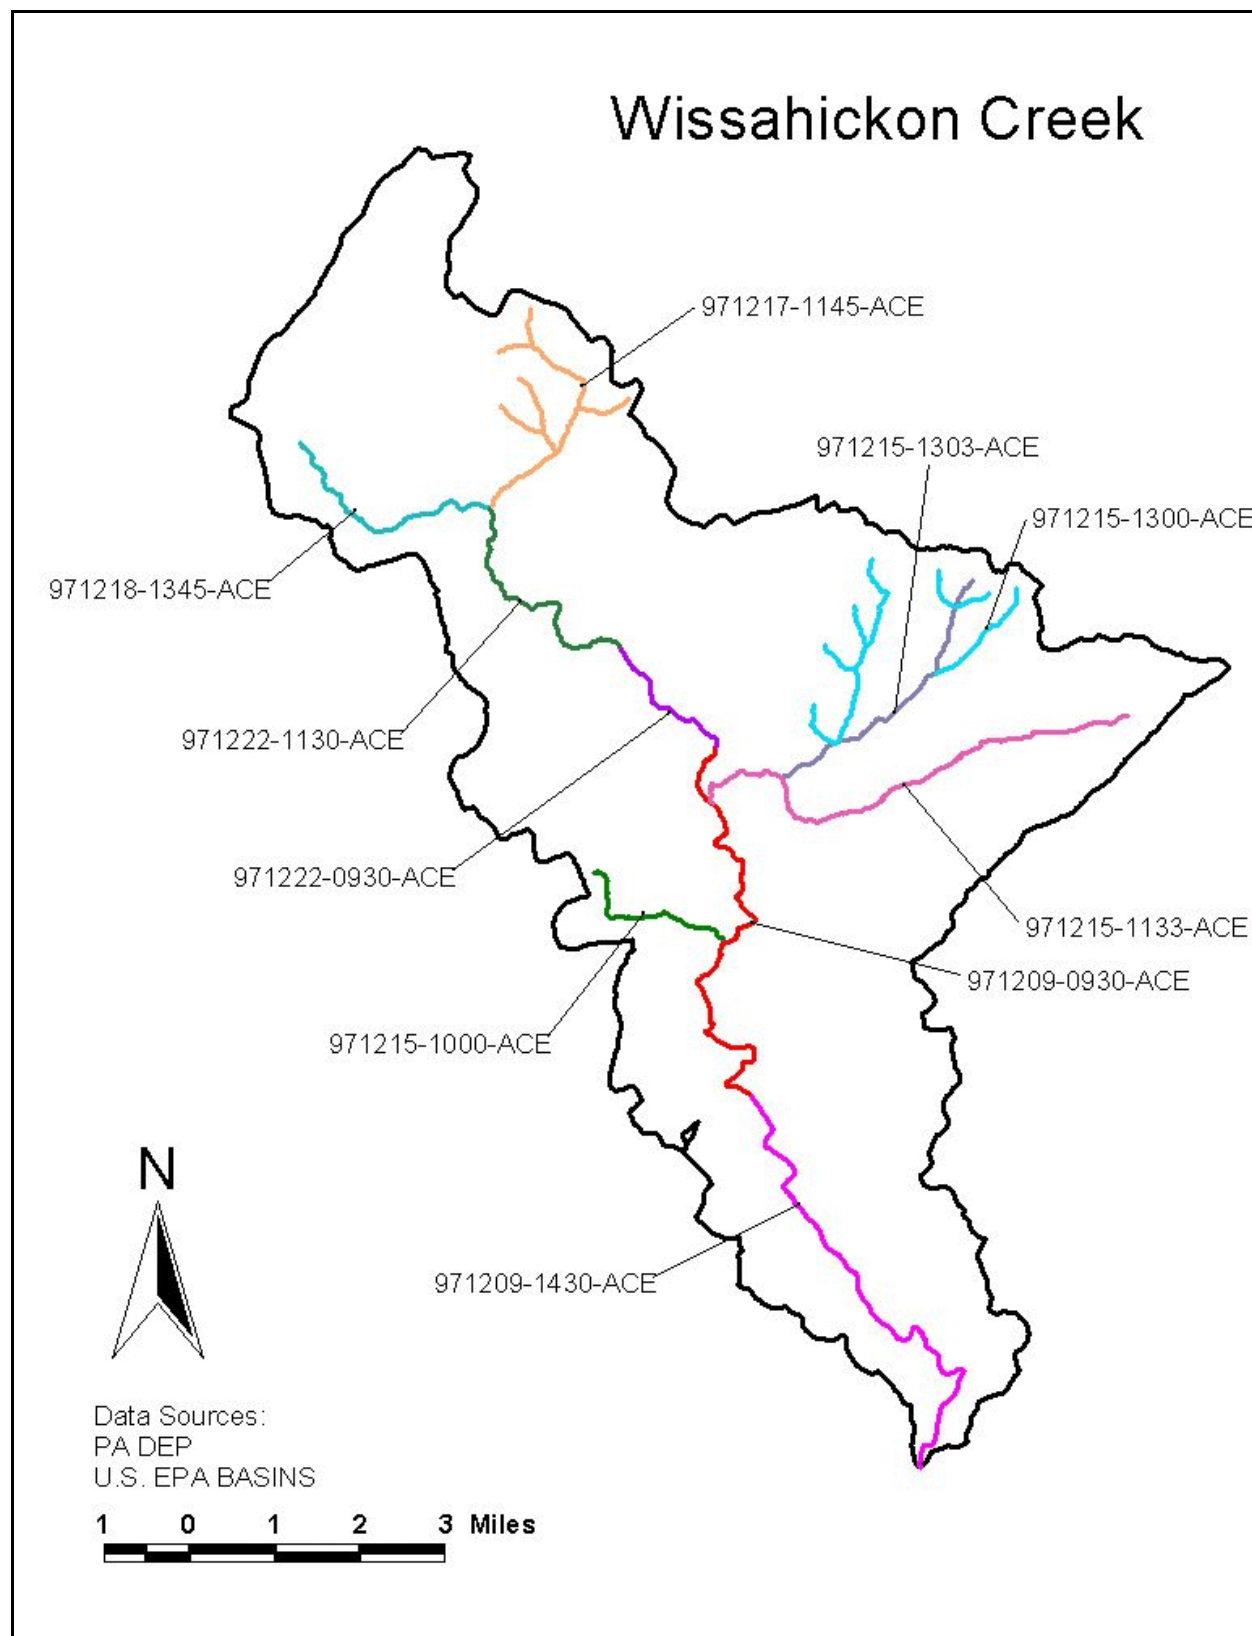 Wissahickon Creek
971217-1145-ACE
971215-1303-ACE
971215-1300-ACE
971218-1345-ACE
971222-1130-ACE
971222-0930-ACE
971215-1133-ACE
971209-0930-ACE
971215-1000-ACE
971209-1430-ACE
N
Data Sources:
PA DEP
U.S. EPA BASINS
1 0 1 2 3 Miles